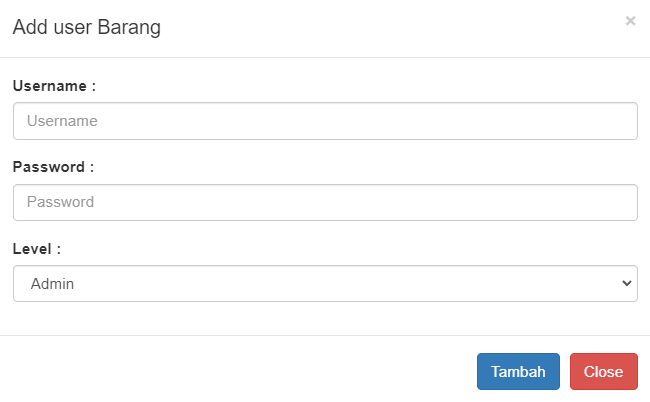 Add user Barang
×
Username :
Username
Password :
Password
Level :
Admin
Tambah
Close